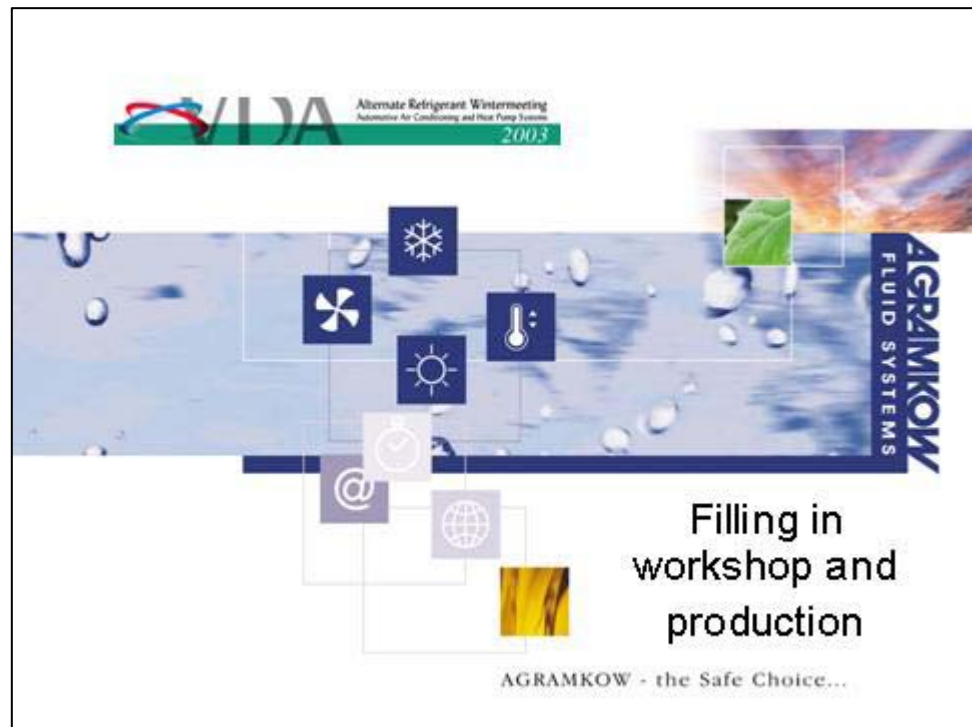 VDA
Alternate Refrigerant Wintermeeting
Automotive Air Conditioning and Heat Pump Systems
2003
AGRAMKOW
FLUID SYSTEMS
@
Filling in
workshop and
production
AGRAMKOW - the Safe Choice...